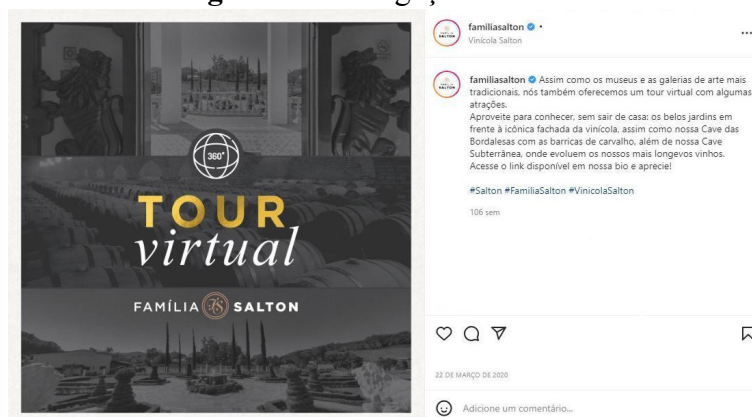 360°
TOUR
virtual
FAMÍLIA SALTON
familiasalton •
Vinícola Salton
familiasalton Assim como os museus e as galerias de arte mais
tradicionais, nós também oferecemos um tour virtual com algumas
atrações.
Aproveite para conhecer, sem sair de casa: os belos jardins em
frente à icônica fachada da vinícola, assim como nossa Cave das
Bordalesas com as barricas de carvalho, além de nossa Cave
Subterrânea, onde evoluem os nossos mais longevos vinhos.
Acesse o link disponível em nossa bio e aprecie!
#Salton #FamiliaSalton #VinicolaSalton
106 sem
22 DE MARÇO DE 2020
Adicione um comentário...